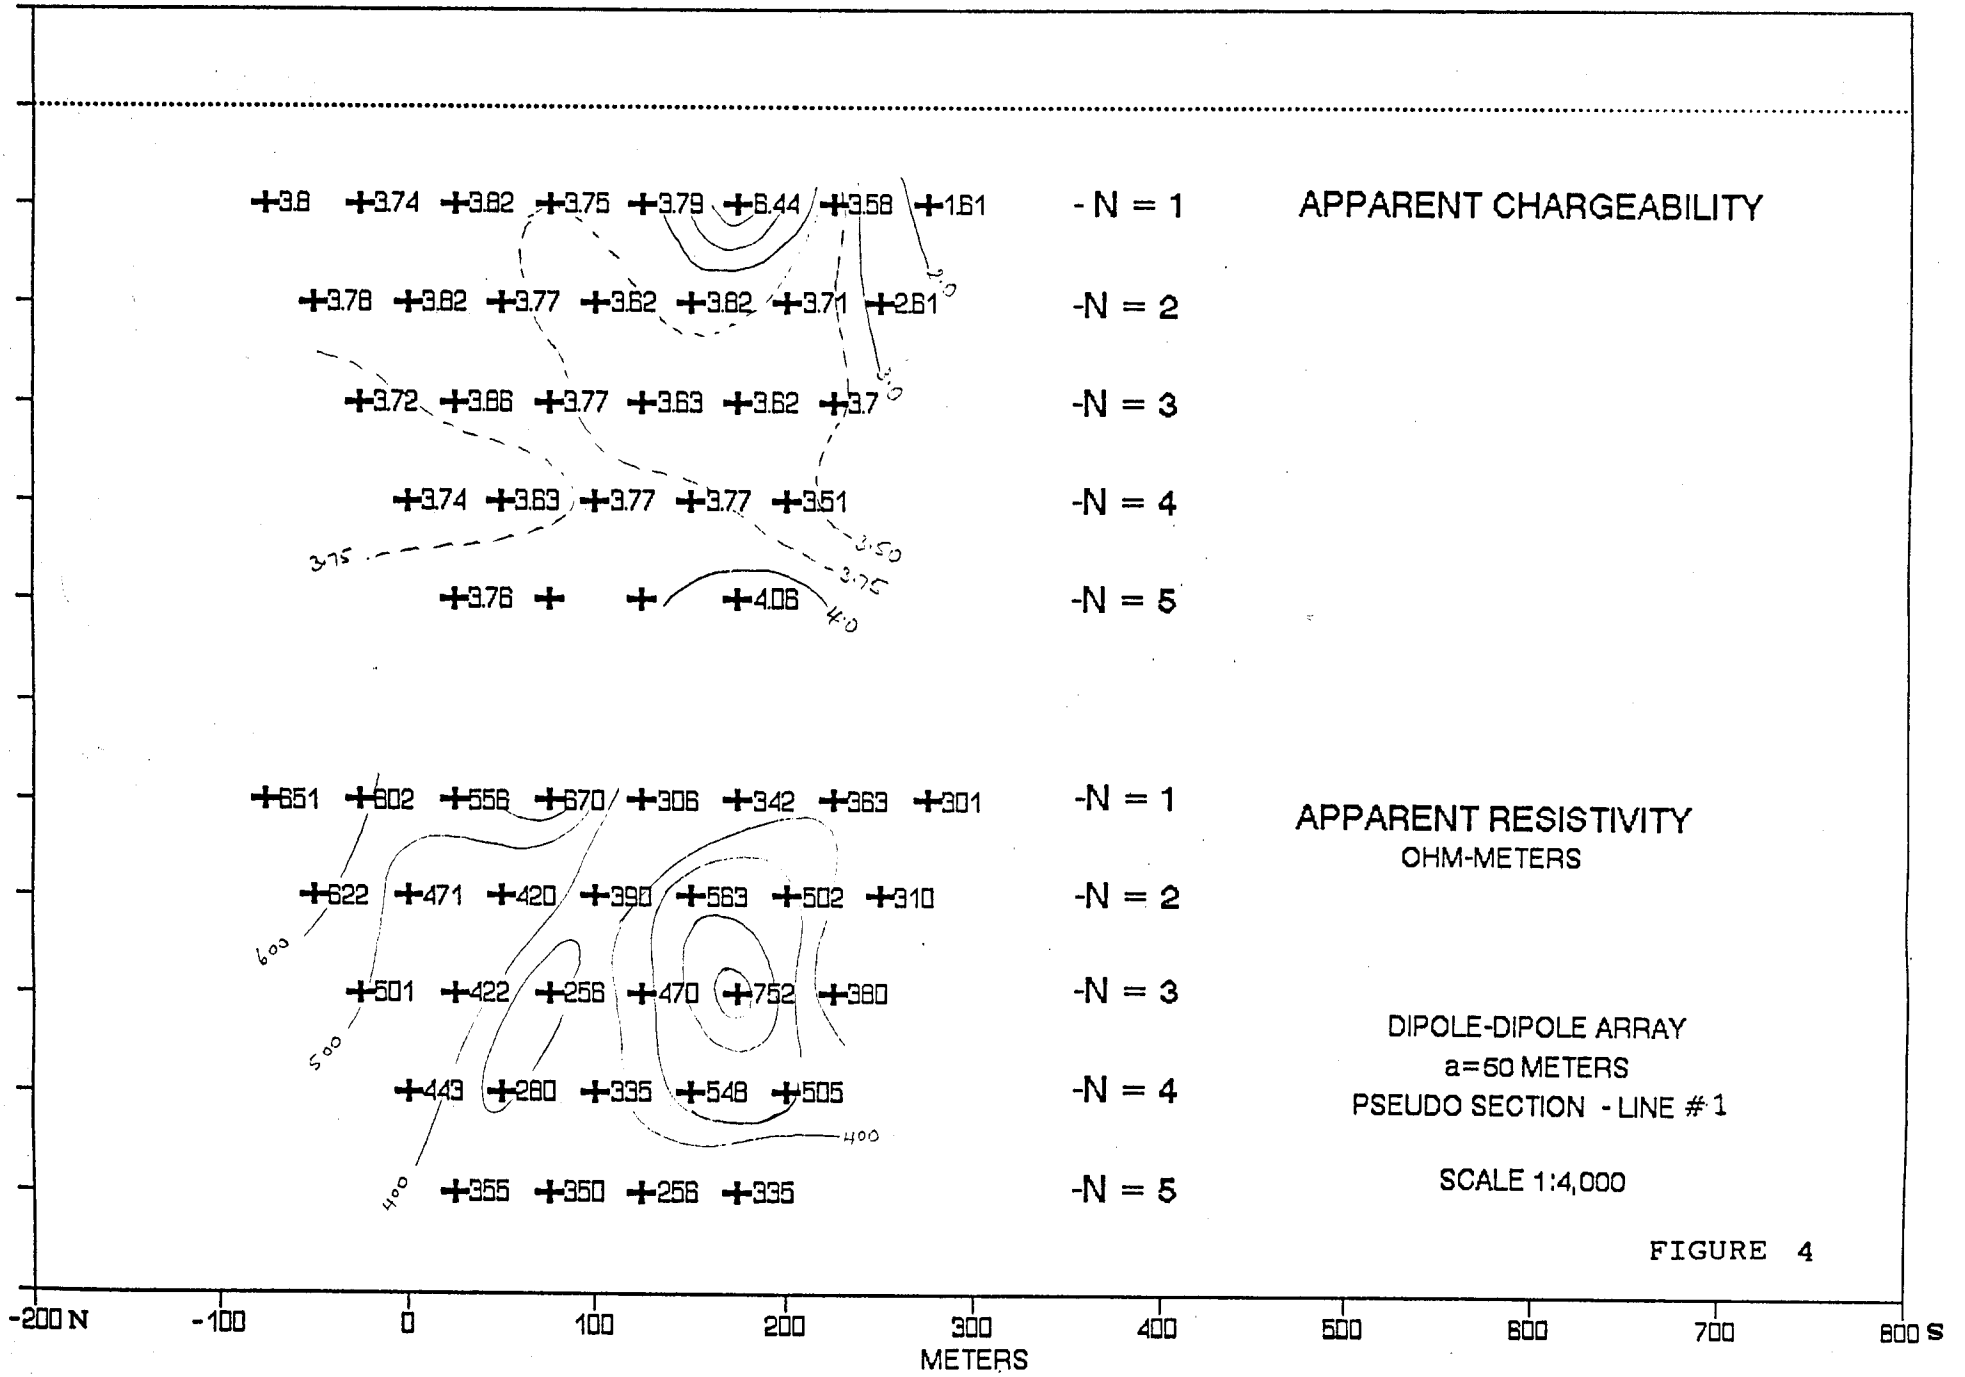 3.8 3.74 3.82 3.75 3.79 6.44 3.58 1.61 - N = 1 APPARENT CHARGEABILITY
2.0
3.78 3.82 3.77 3.62 3.82 3.71 2.61 -N = 2
3.0
3.72 3.86 3.77 3.63 3.62 3.7 -N = 3
3.74 3.63 3.77 3.77 3.51 -N = 4
3.50
3.75
3.75
3.76 4.06 -N = 5
4.0
651 602 556 670 306 342 363 301 -N = 1
APPARENT RESISTIVITY
OHM-METERS
622 471 420 390 563 502 310 -N = 2
600
501 422 256 470 752 380 -N = 3
500
DIPOLE-DIPOLE ARRAY
a=50 METERS
443 280 335 548 505 -N = 4
PSEUDO SECTION - LINE # 1
400
355 350 256 335 -N = 5
SCALE 1:4,000
400
FIGURE 4
-200 N -100 0 100 200 300 400 500 600 700 800 S
METERS